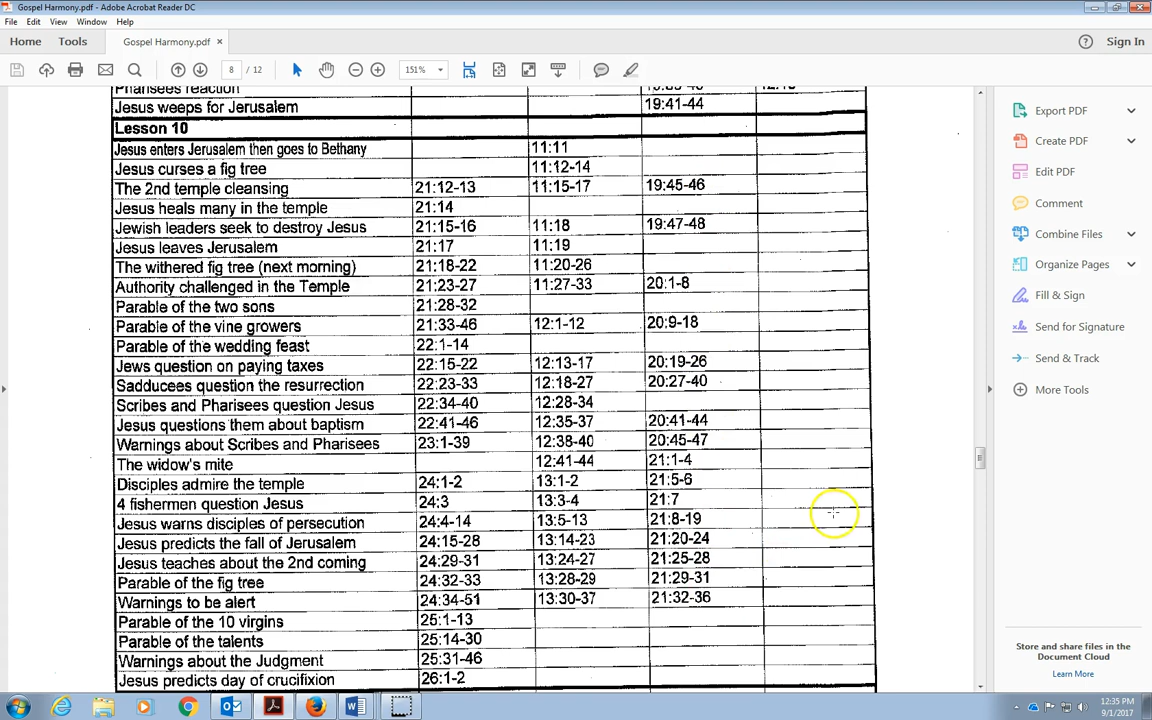 Gospel Harmony.pdf - Adobe Acrobat Reader DC
File Edit View Window Help
Home Tools Gospel Harmony.pdf × Sign In
8 / 12 151%
Pharisees reaction
Jesus weeps for Jerusalem 19:41-44
Lesson 10
Jesus enters Jerusalem then goes to Bethany 11:11
Jesus curses a fig tree 11:12-14
The 2nd temple cleansing 21:12-13 11:15-17 19:45-46
Jesus heals many in the temple 21:14
Jewish leaders seek to destroy Jesus 21:15-16 11:18 19:47-48
Jesus leaves Jerusalem 21:17 11:19
The withered fig tree (next morning) 21:18-22 11:20-26
Authority challenged in the Temple 21:23-27 11:27-33 20:1-8
Parable of the two sons 21:28-32
Parable of the vine growers 21:33-46 12:1-12 20:9-18
Parable of the wedding feast 22:1-14
Jews question on paying taxes 22:15-22 12:13-17 20:19-26
Sadducees question the resurrection 22:23-33 12:18-27 20:27-40
Scribes and Pharisees question Jesus 22:34-40 12:28-34
Jesus questions them about baptism 22:41-46 12:35-37 20:41-44
Warnings about Scribes and Pharisees 23:1-39 12:38-40 20:45-47
The widow's mite 12:41-44 21:1-4
Disciples admire the temple 24:1-2 13:1-2 21:5-6
4 fishermen question Jesus 24:3 13:3-4 21:7
Jesus warns disciples of persecution 24:4-14 13:5-13 21:8-19
Jesus predicts the fall of Jerusalem 24:15-28 13:14-23 21:20-24
Jesus teaches about the 2nd coming 24:29-31 13:24-27 21:25-28
Parable of the fig tree 24:32-33 13:28-29 21:29-31
Warnings to be alert 24:34-51 13:30-37 21:32-36
Parable of the 10 virgins 25:1-13
Parable of the talents 25:14-30
Warnings about the Judgment 25:31-46
Jesus predicts day of crucifixion 26:1-2
Export PDF
Create PDF
Edit PDF
Comment
Combine Files
Organize Pages
Fill & Sign
Send for Signature
Send & Track
More Tools
Store and share files in the
Document Cloud
Learn More
12:35 PM
9/1/2017